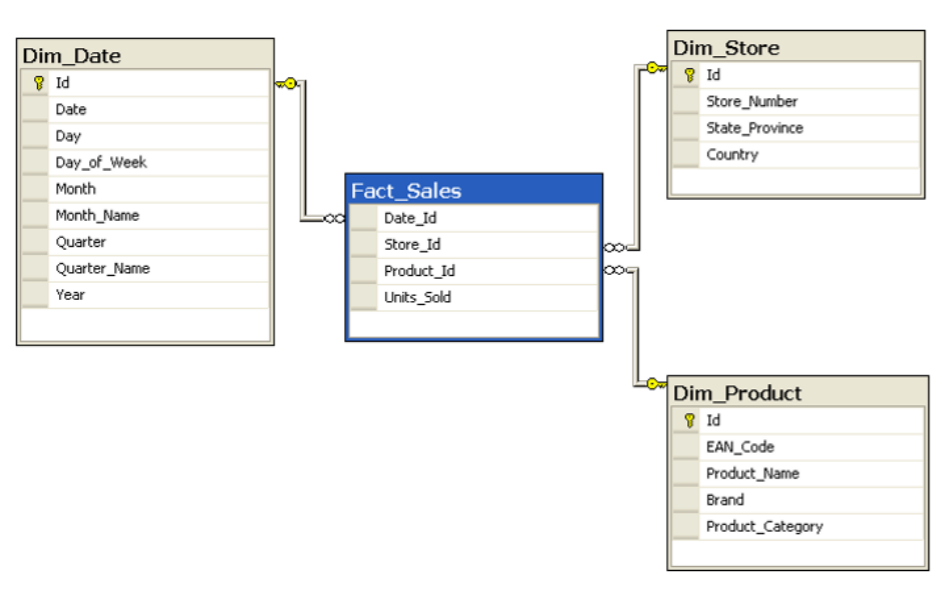 Dim_Date
Id
Date
Day
Day_of_Week
Month
Month_Name
Quarter
Quarter_Name
Year
Fact_Sales
Date_Id
Store_Id
Product_Id
Units_Sold
Dim_Store
Id
Store_Number
State_Province
Country
Dim_Product
Id
EAN_Code
Product_Name
Brand
Product_Category